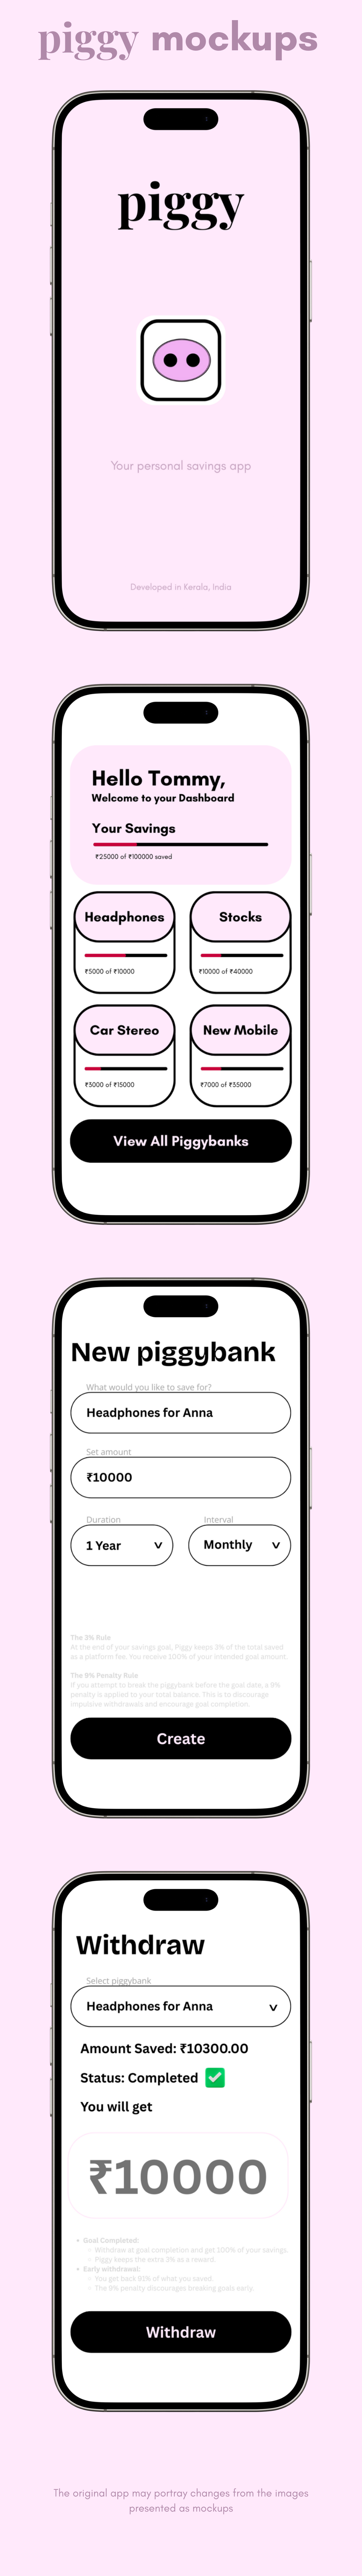 piggy mockups
piggy
Your personal savings app
Developed in Kerala, India
Hello Tommy,
Welcome to your Dashboard
Your Savings
₹25000 of ₹100000 saved
Headphones
Stocks
₹5000 of ₹10000
₹10000 of ₹40000
Car Stereo
New Mobile
₹3000 of ₹15000
₹7000 of ₹35000
View All Piggybanks
New piggybank
What would you like to save for?
Headphones for Anna
Set amount
₹10000
Duration
Interval
1 Year
Monthly
The 3% Rule
At the end of your savings goal, Piggy keeps 3% of the total saved
as a platform fee. You receive 100% of your intended goal amount.
The 9% Penalty Rule
If you attempt to break the piggybank before the goal date, a 9%
penalty is applied to your total balance. This is to discourage
impulsive withdrawals and encourage goal completion.
Create
Withdraw
Select piggybank
Headphones for Anna
Amount Saved: ₹10300.00
Status: Completed ✅
You will get
₹10000
• Goal Completed:
○ Withdraw at goal completion and get 100% of your savings.
○ Piggy keeps the extra 3% as a reward.
• Early withdrawal:
○ You get back 91% of what you saved.
○ The 9% penalty discourages breaking goals early.
Withdraw
The original app may portray changes from the images
presented as mockups